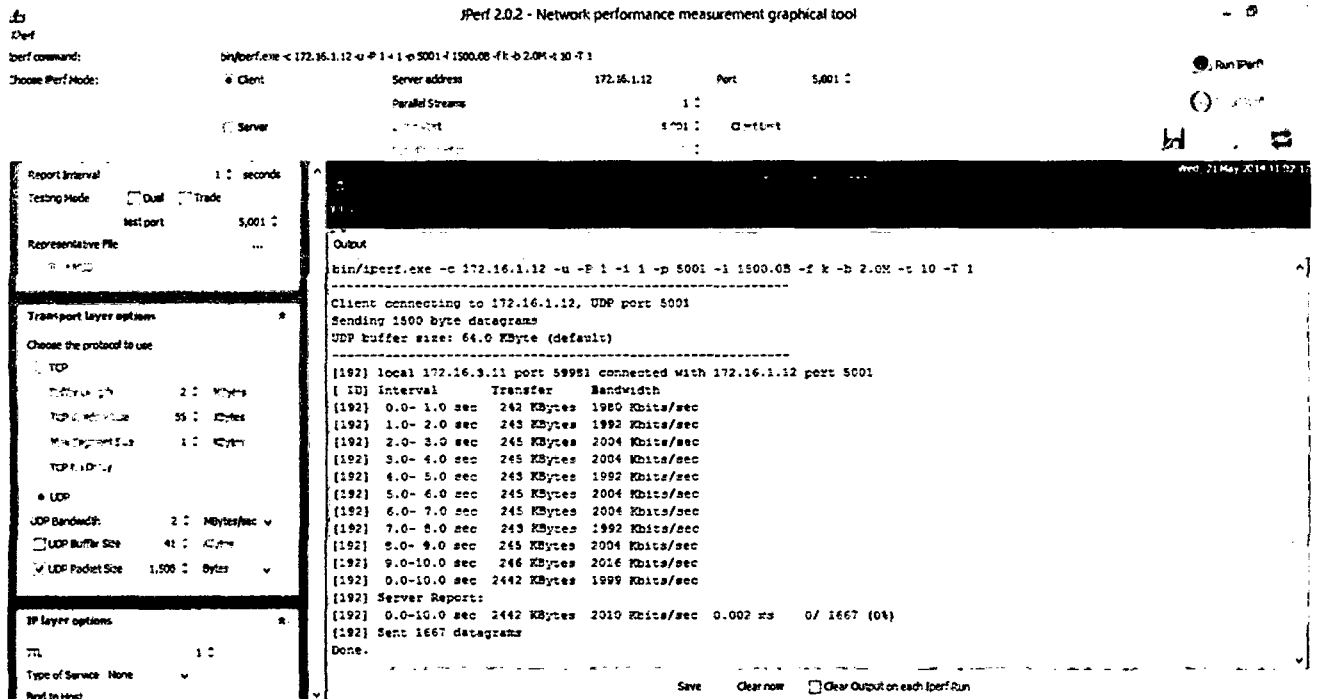 JPerf 2.0.2 - Network performance measurement graphical tool
JPerf
Iperf command: bin/iperf.exe -c 172.16.1.12 -u -P 1 -i 1 -p 5001 -l 1500.0B -f k -b 2.0M -t 10 -T 1
Choose iPerf Mode: Client Server address 172.16.1.12 Port 5,001
Run IPerf!
Parallel Streams 1
Server 5,001
Report Interval 1 seconds
Wed, 21 May 2014 11:02:17
Testing Mode Dual Trade
test port 5,001
Representative File ...
Output
bin/iperf.exe -c 172.16.1.12 -u -P 1 -i 1 -p 5001 -l 1500.0B -f k -b 2.0M -t 10 -T 1
------------------------------------------------------------
Client connecting to 172.16.1.12, UDP port 5001
Sending 1500 byte datagrams
UDP buffer size: 64.0 KByte (default)
------------------------------------------------------------
[192] local 172.16.3.11 port 59951 connected with 172.16.1.12 port 5001
[ ID] Interval Transfer Bandwidth
[192] 0.0- 1.0 sec 242 KBytes 1980 Kbits/sec
[192] 1.0- 2.0 sec 243 KBytes 1992 Kbits/sec
[192] 2.0- 3.0 sec 245 KBytes 2004 Kbits/sec
[192] 3.0- 4.0 sec 245 KBytes 2004 Kbits/sec
[192] 4.0- 5.0 sec 243 KBytes 1992 Kbits/sec
[192] 5.0- 6.0 sec 245 KBytes 2004 Kbits/sec
[192] 6.0- 7.0 sec 245 KBytes 2004 Kbits/sec
[192] 7.0- 8.0 sec 243 KBytes 1992 Kbits/sec
[192] 8.0- 9.0 sec 245 KBytes 2004 Kbits/sec
[192] 9.0-10.0 sec 246 KBytes 2016 Kbits/sec
[192] 0.0-10.0 sec 2442 KBytes 1999 Kbits/sec
[192] Server Report:
[192] 0.0-10.0 sec 2442 KBytes 2010 Kbits/sec 0.002 ms 0/ 1667 (0%)
[192] Sent 1667 datagrams
Done.
Transport layer options
Choose the protocol to use
TCP
2
55
1
UDP
UDP Bandwidth 2 MBytes/sec
UDP Buffer Size 41
UDP Packet Size 1,500 Bytes
IP layer options
TTL 1
Type of Service None
Bind to Host
Save Clear now Clear Output on each Iperf Run